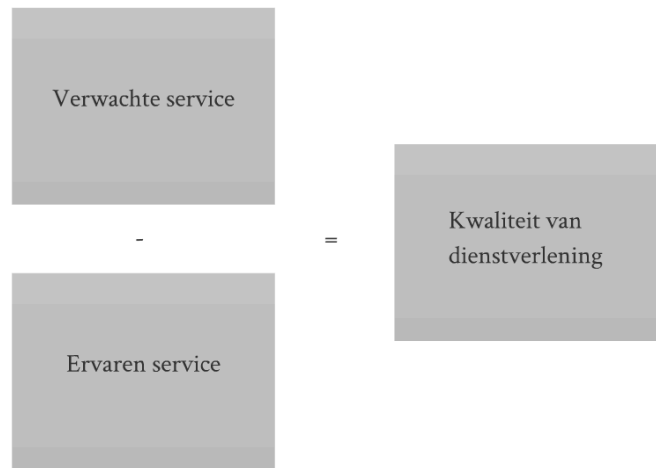 Verwachte service
-
=
Kwaliteit van
dienstverlening
Ervaren service